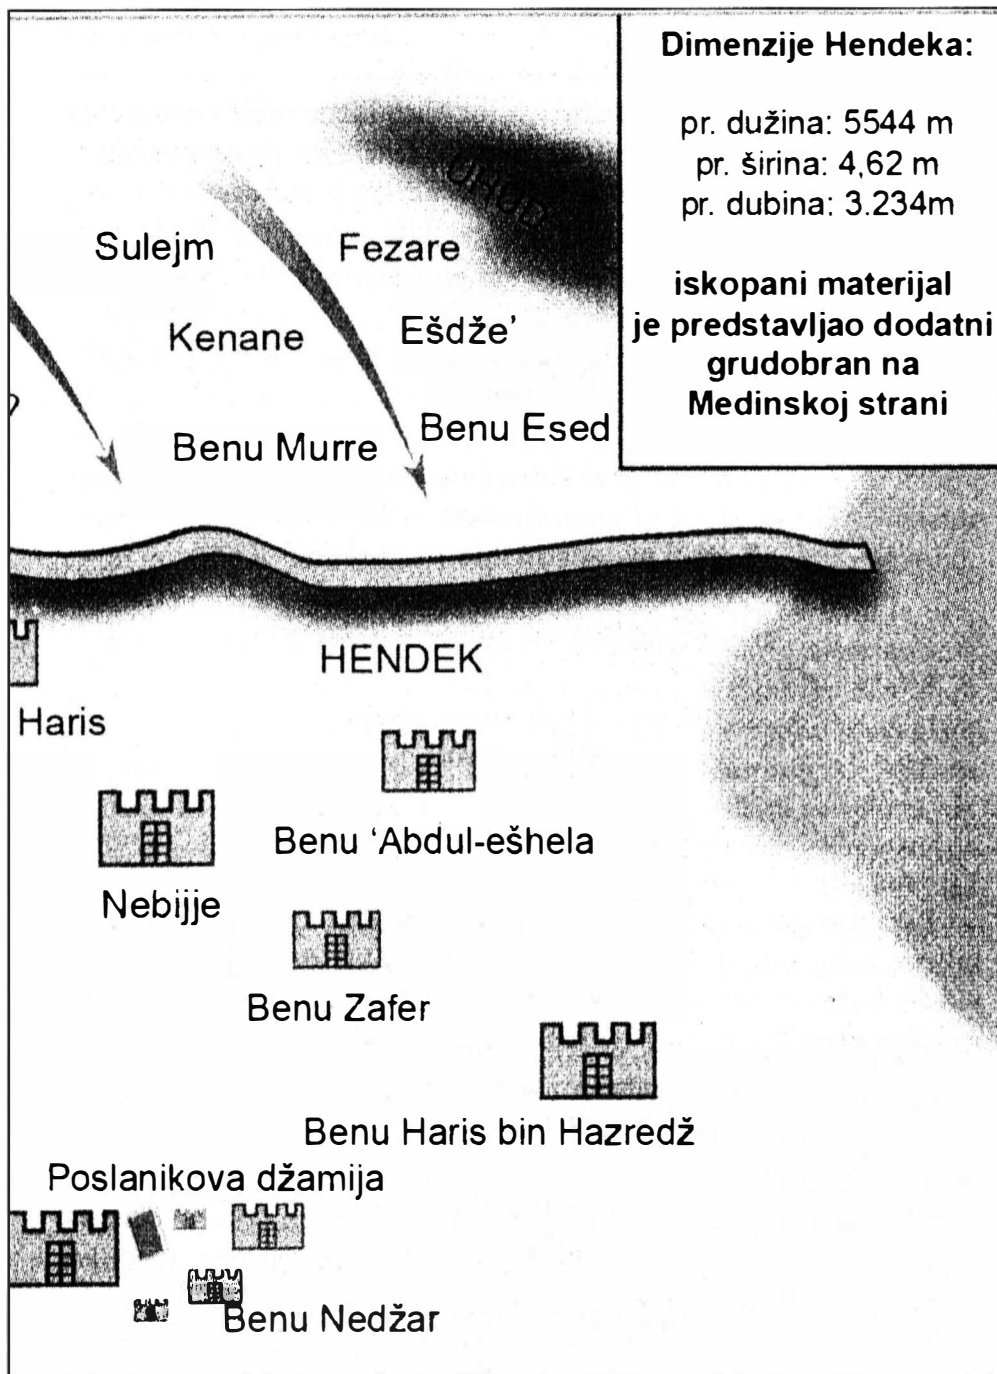 Dimenzije Hendeka:
pr. dužina: 5544 m
pr. širina: 4,62 m
pr. dubina: 3.234m
iskopani materijal
je predstavljao dodatni
grudobran na
Medinskoj strani
UHUD
Sulejm
Fezare
Kenane
Ešdže’
Benu Murre
Benu Esed
HENDEK
Haris
Benu ‘Abdul-ešhela
Nebijje
Benu Zafer
Benu Haris bin Hazredž
Poslanikova džamija
Benu Nedžar